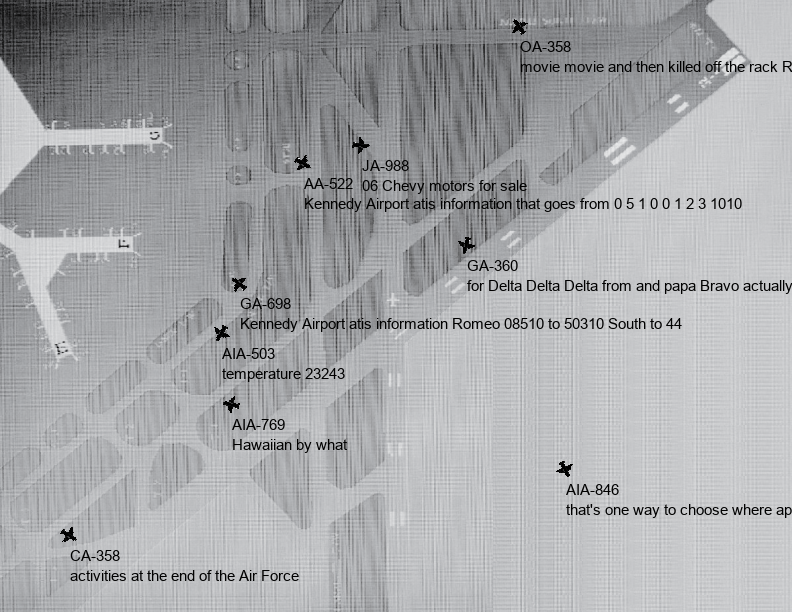 OA-358
movie movie and then killed off the rack R
JA-988
06 Chevy motors for sale
AA-522
Kennedy Airport atis information that goes from 0 5 1 0 0 1 2 3 1010
GA-360
for Delta Delta Delta from and papa Bravo actually
GA-698
Kennedy Airport atis information Romeo 08510 to 50310 South to 44
AIA-503
temperature 23243
AIA-769
Hawaiian by what
AIA-846
that's one way to choose where ap
CA-358
activities at the end of the Air Force